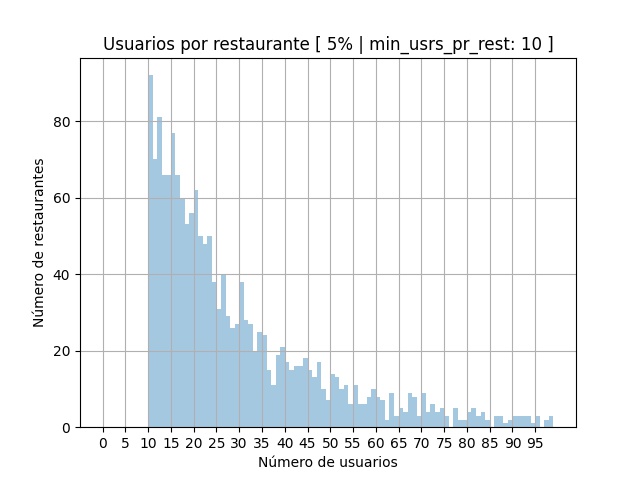 Usuarios por restaurante [ 5% | min_usrs_pr_rest: 10 ]
Número de restaurantes
80
60
40
20
0
0 5 10 15 20 25 30 35 40 45 50 55 60 65 70 75 80 85 90 95
Número de usuarios